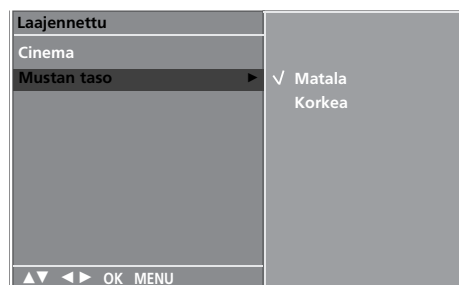 Laajennettu
Cinema
Mustan taso ► √ Matala
Korkea
▲▼ ◄► OK MENU